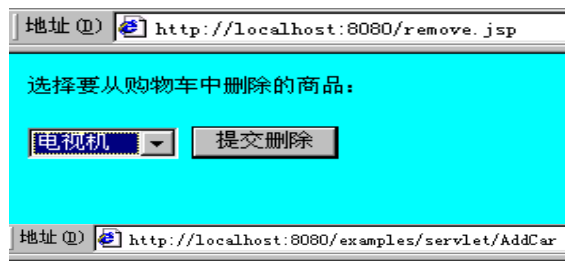 地址(D) http://localhost:8080/remove.jsp
选择要从购物车中删除的商品:
电视机 提交删除
地址(D) http://localhost:8080/examples/servlet/AddCar